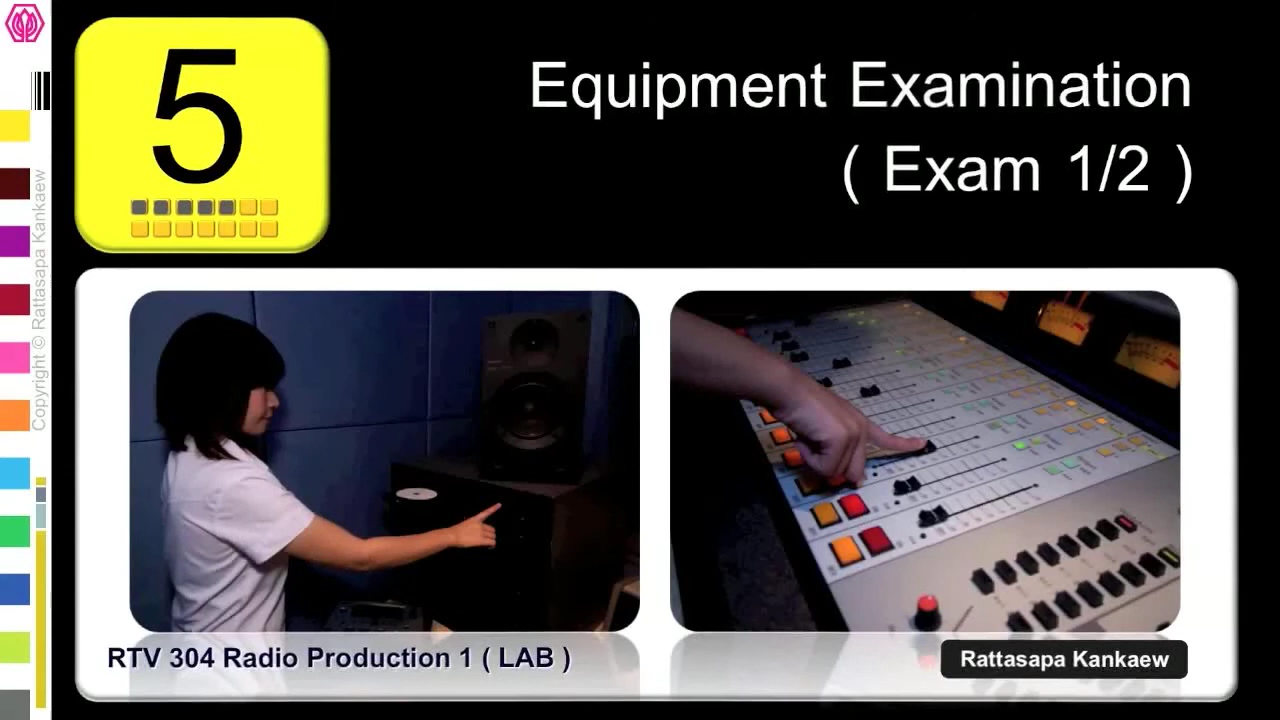 5
Equipment Examination
( Exam 1/2 )
Copyright © Rattasapa Kankaew
RTV 304 Radio Production 1 ( LAB )
Rattasapa Kankaew